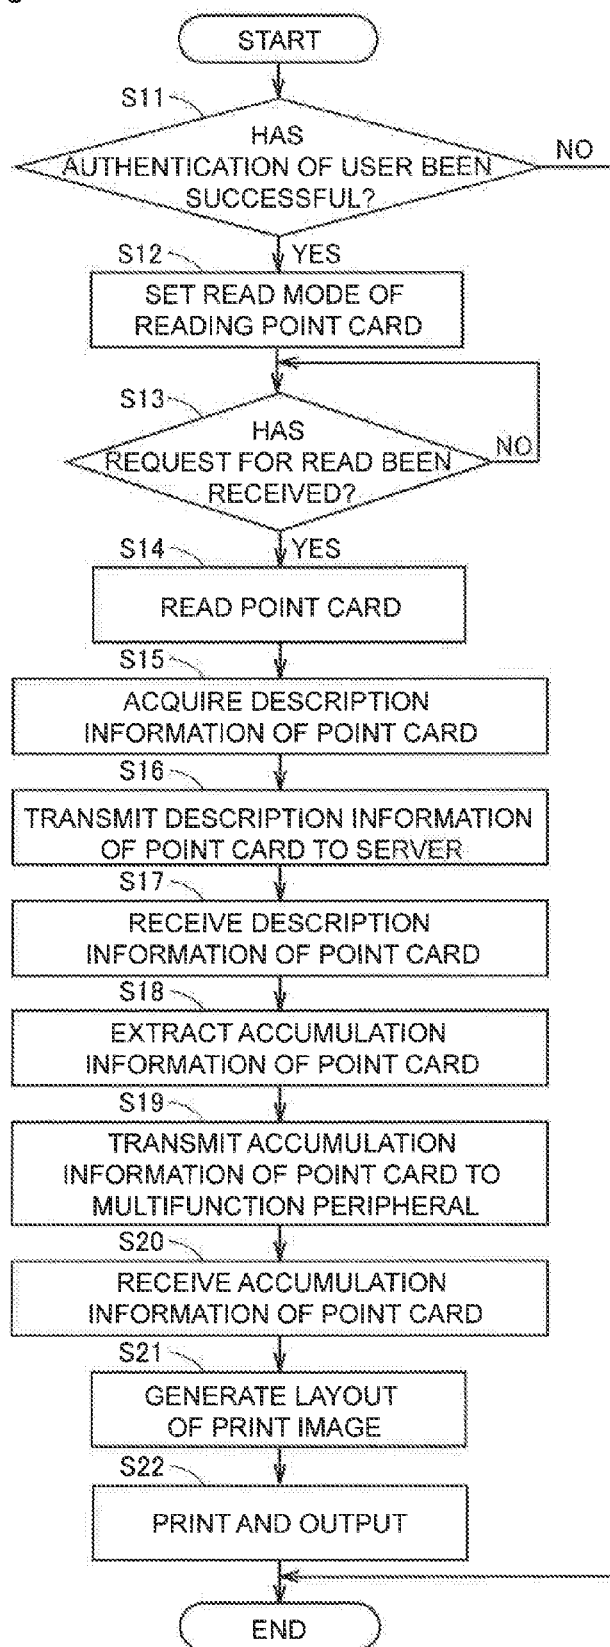 START
S11
HAS
AUTHENTICATION OF USER BEEN
SUCCESSFUL?
NO
S12
YES
SET READ MODE OF
READING POINT CARD
S13
HAS
REQUEST FOR READ BEEN
RECEIVED?
NO
S14
YES
READ POINT CARD
S15
ACQUIRE DESCRIPTION
INFORMATION OF POINT CARD
S16
TRANSMIT DESCRIPTION INFORMATION
OF POINT CARD TO SERVER
S17
RECEIVE DESCRIPTION
INFORMATION OF POINT CARD
S18
EXTRACT ACCUMULATION
INFORMATION OF POINT CARD
S19
TRANSMIT ACCUMULATION
INFORMATION OF POINT CARD TO
MULTIFUNCTION PERIPHERAL
S20
RECEIVE ACCUMULATION
INFORMATION OF POINT CARD
S21
GENERATE LAYOUT
OF PRINT IMAGE
S22
PRINT AND OUTPUT
END